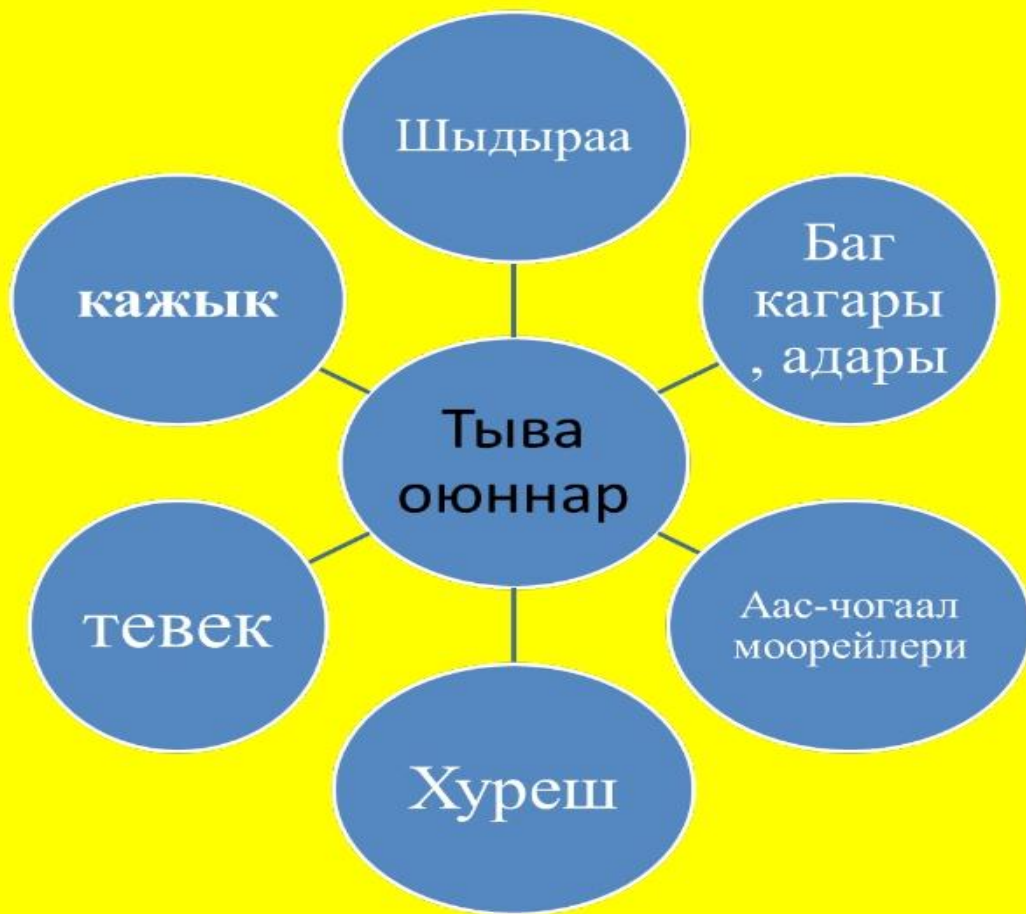 Шыдыраа
Баг
кагары
, адары
кажык
Тыва
оюннар
Аас-чогаал
моорейлери
тевек
Хуреш